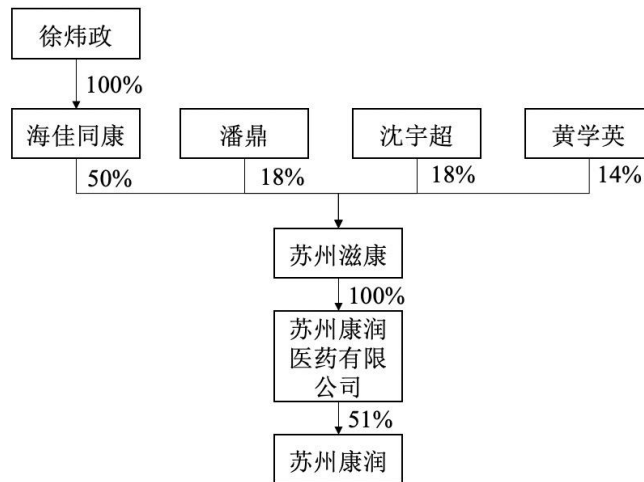 徐炜政
100%
海佳同康
潘鼎
沈宇超
黄学英
50%
18%
18%
14%
苏州滋康
100%
苏州康润
医药有限
公司
51%
苏州康润